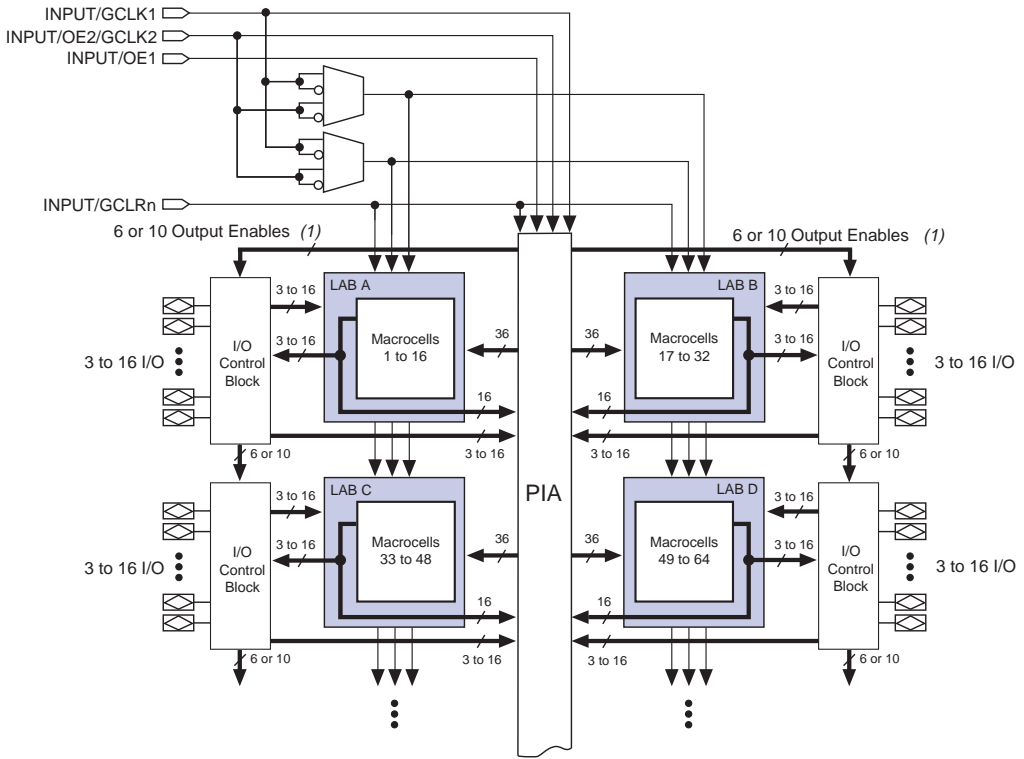 INPUT/GCLK1
INPUT/OE2/GCLK2
INPUT/OE1
INPUT/GCLRn
6 or 10 Output Enables (1)
6 or 10 Output Enables (1)
LAB A
LAB B
3 to 16
3 to 16
3 to 16 I/O
I/O
Control
Block
3 to 16
Macrocells
1 to 16
36
36
Macrocells
17 to 32
3 to 16
I/O
Control
Block
3 to 16 I/O
16
16
3 to 16
3 to 16
6 or 10
6 or 10
PIA
LAB C
LAB D
3 to 16
3 to 16
3 to 16 I/O
I/O
Control
Block
3 to 16
Macrocells
33 to 48
36
36
Macrocells
49 to 64
3 to 16
I/O
Control
Block
3 to 16 I/O
16
16
3 to 16
3 to 16
6 or 10
6 or 10